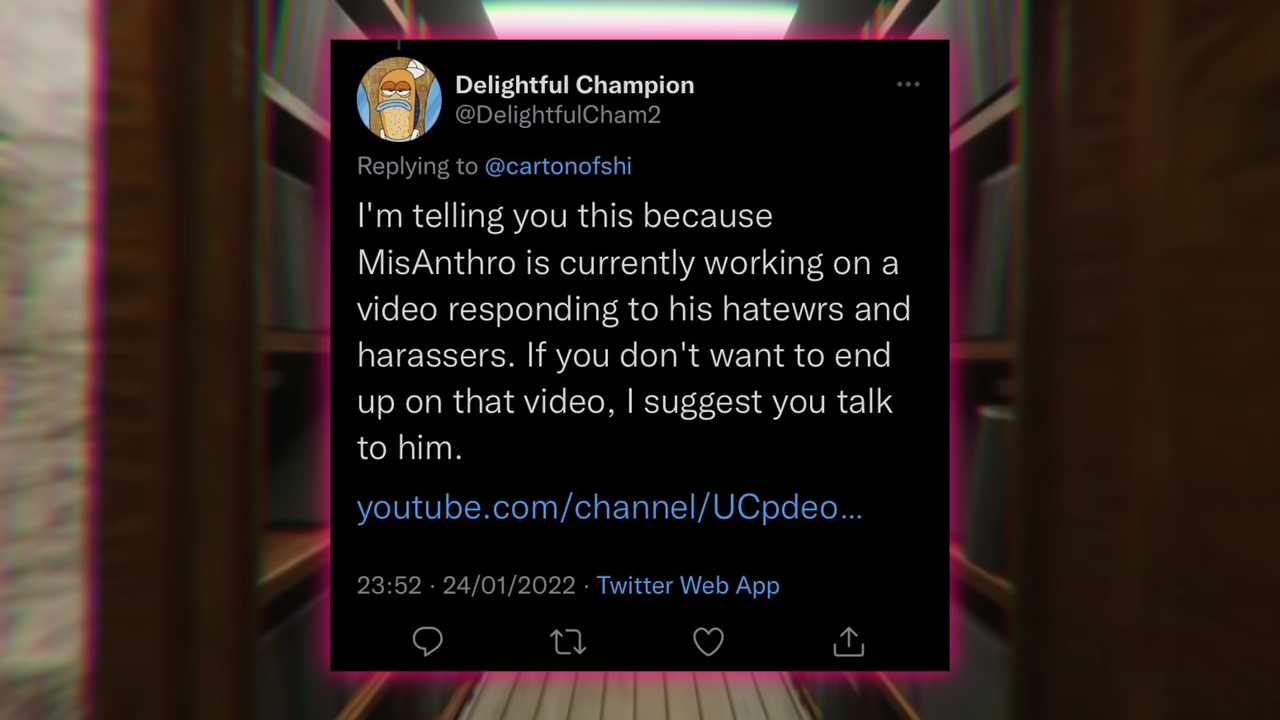 Delightful Champion
@DelightfulCham2
Replying to @cartonofshi
I'm telling you this because
MisAnthro is currently working on a
video responding to his hatewrs and
harassers. If you don't want to end
up on that video, I suggest you talk
to him.
youtube.com/channel/UCpdeo...
23:52 · 24/01/2022 · Twitter Web App